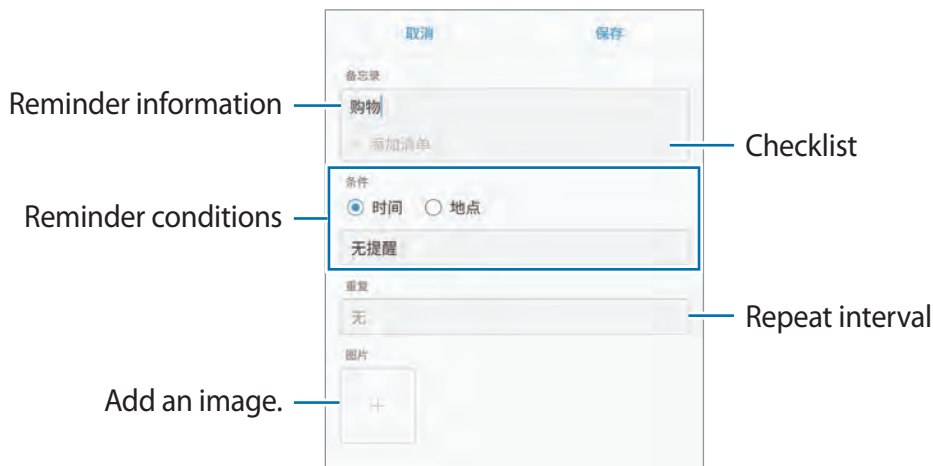 取消 保存
备忘录
Reminder information
购物
添加清单
Checklist
条件
时间 地点
Reminder conditions
无提醒
重复
无
Repeat interval
图片
Add an image.
+